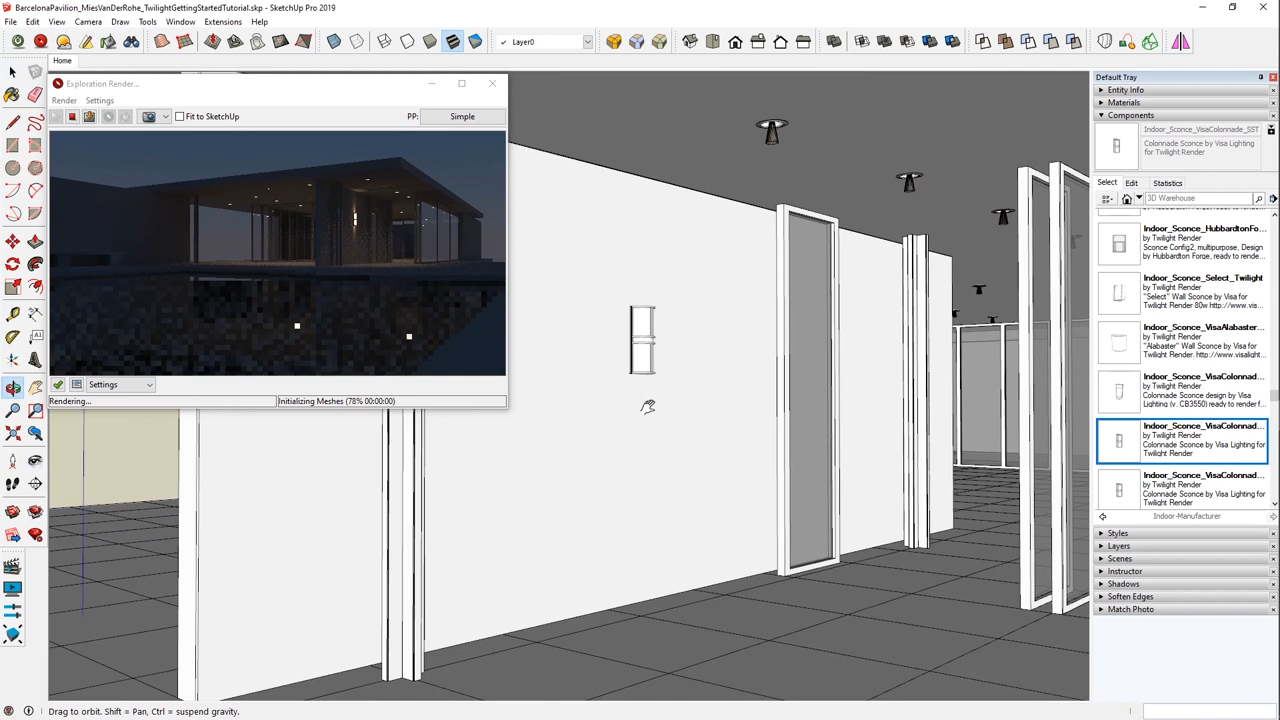 BarcelonaPavilion_MiesVanDerRohe_TwilightGettingStartedTutorial.skp - SketchUp Pro 2019
File Edit View Camera Draw Tools Window Extensions Help
Layer0
Home
Exploration Render...
Render Settings
Fit to SketchUp
PP:
Simple
Settings
Rendering...
Initializing Meshes (78% 00:00:00)
Default Tray
Entity Info
Materials
Components
Indoor_Sconce_VisaColonnade_SST
Colonnade Sconce by Visa Lighting
for Twilight Render
Select Edit Statistics
3D Warehouse
Indoor_Sconce_HubbardtonFo...
by Twilight Render
Sconce Config2, multipurpose, Design
by Hubbardton Forge, ready to rende...
Indoor_Sconce_Select_Twilight
by Twilight Render
"Select" Wall Sconce by Visa for
Twilight Render 80w http://www.vis...
Indoor_Sconce_VisaAlabaster...
by Twilight Render
"Alabaster" Wall Sconce by Visa for
Twilight Render. http://www.visalight...
Indoor_Sconce_VisaColonnad...
by Twilight Render
Colonnade Sconce design by Visa
Lighting (v. CB3550) ready to render f...
Indoor_Sconce_VisaColonnad...
by Twilight Render
Colonnade Sconce by Visa Lighting for
Twilight Render
Indoor_Sconce_VisaColonnad...
by Twilight Render
Colonnade Sconce by Visa Lighting for
Twilight Render
Indoor-Manufacturer
Styles
Layers
Scenes
Instructor
Shadows
Soften Edges
Match Photo
Drag to orbit. Shift = Pan, Ctrl = suspend gravity.